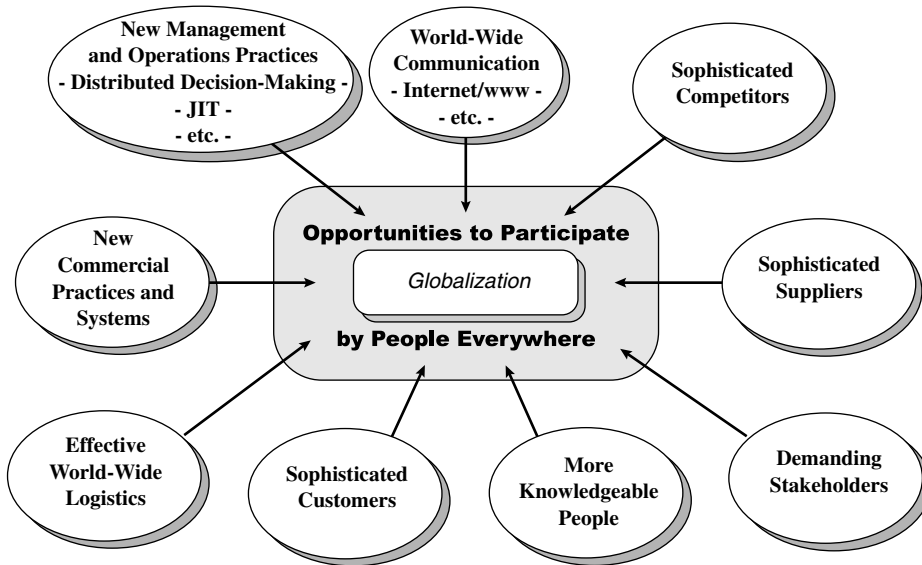 New Management
and Operations Practices
- Distributed Decision-Making -
- JIT -
- etc. -
World-Wide
Communication
- Internet/www -
- etc. -
Sophisticated
Competitors
Opportunities to Participate
Globalization
by People Everywhere
New
Commercial
Practices and
Systems
Sophisticated
Suppliers
Effective
World-Wide
Logistics
Sophisticated
Customers
More
Knowledgeable
People
Demanding
Stakeholders